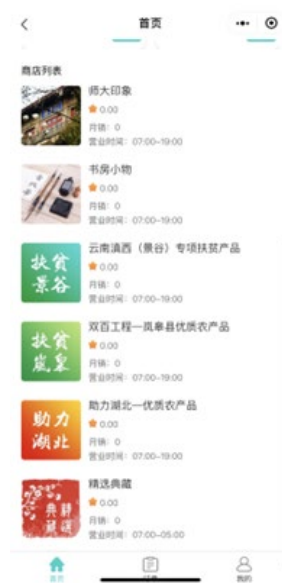 首页
商店列表
师大印象
0.00
月销: 0
营业时间: 07:00-19:00
书房小物
0.00
月销: 0
营业时间: 07:00-19:00
扶贫
景谷
云南滇西（景谷）专项扶贫产品
0.00
月销: 0
营业时间: 07:00-19:00
扶贫
岚皋
双百工程—岚皋县优质农产品
0.00
月销: 0
营业时间: 07:00-19:00
助力
湖北
助力湖北—优质农产品
0.00
月销: 0
营业时间: 07:00-19:00
典精
藏选
精选典藏
0.00
月销: 0
营业时间: 07:00-05:00
首页
我的